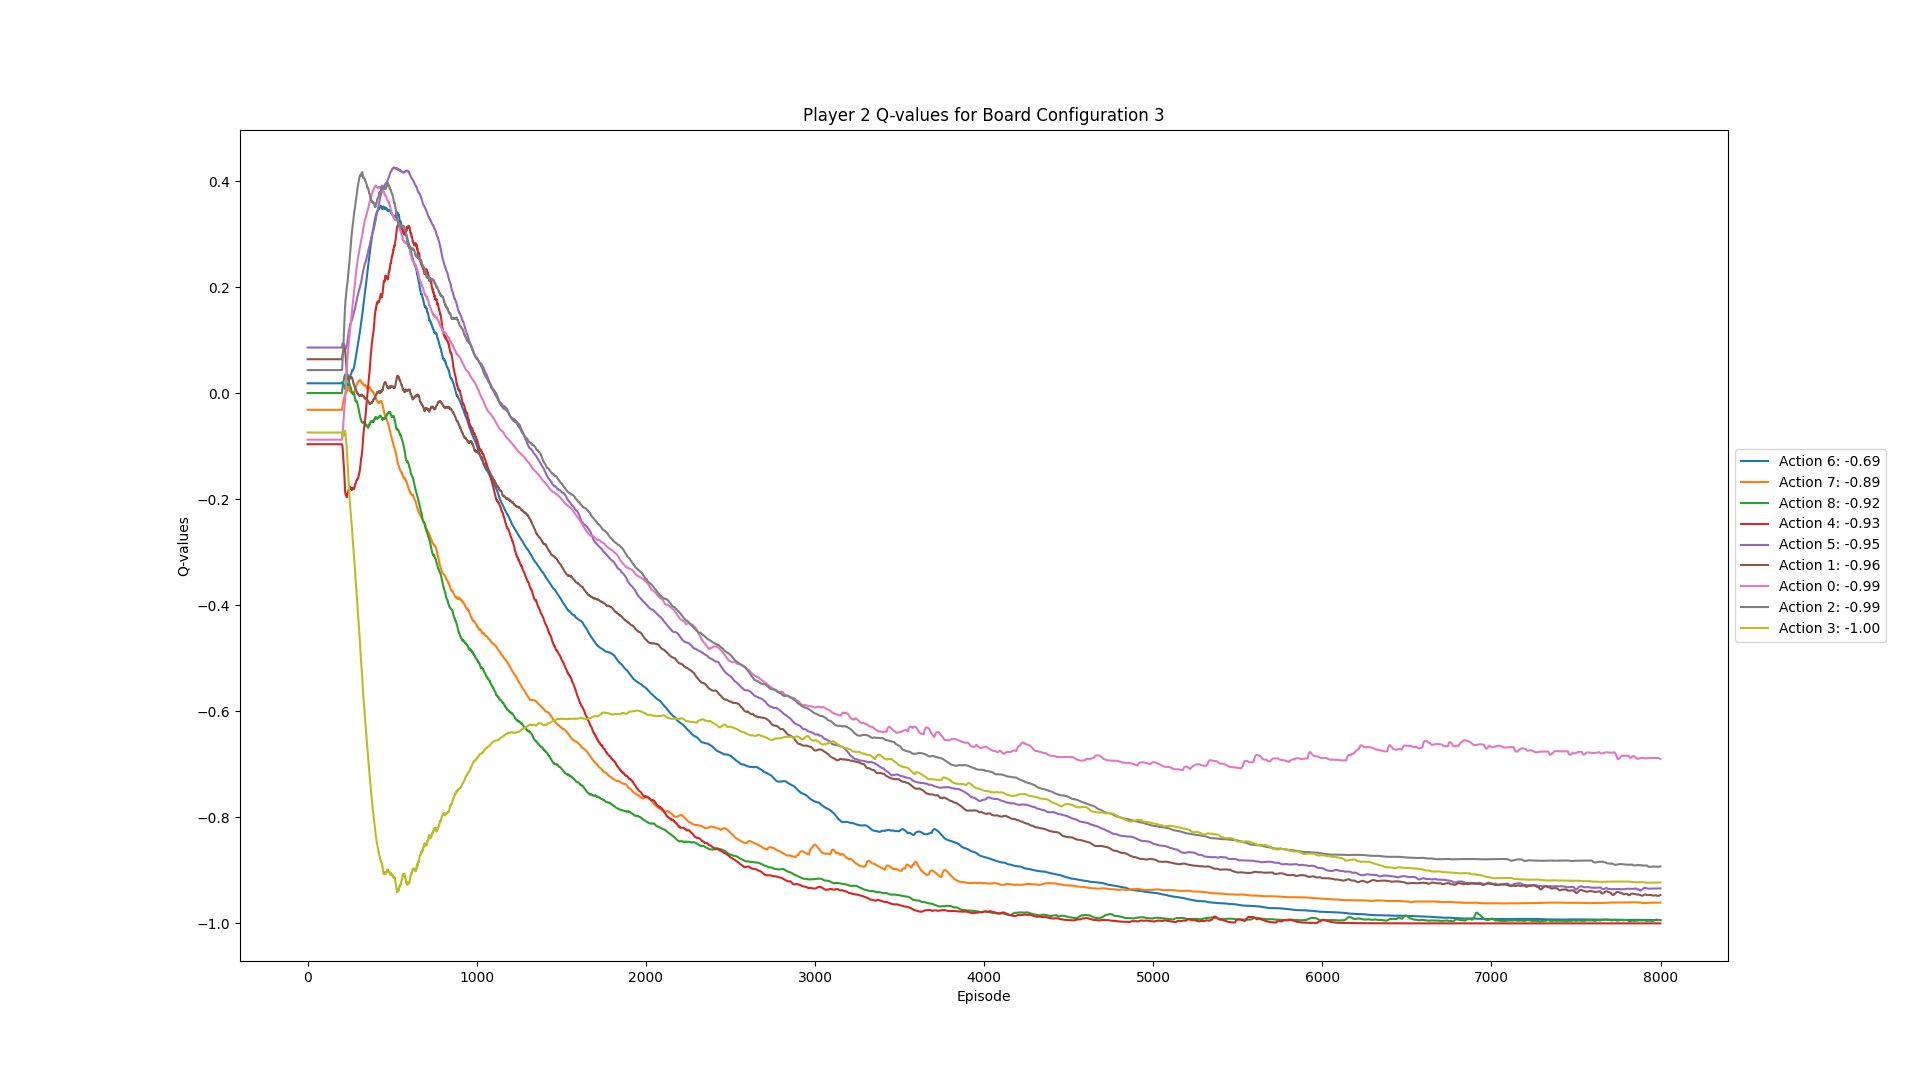 Player 2 Q-values for Board Configuration 3
0.4
0.2
0.0
−0.2
−0.4
−0.6
−0.8
−1.0
Q-values
0 1000 2000 3000 4000 5000 6000 7000 8000
Episode
Action 6: -0.69
Action 7: -0.89
Action 8: -0.92
Action 4: -0.93
Action 5: -0.95
Action 1: -0.96
Action 0: -0.99
Action 2: -0.99
Action 3: -1.00